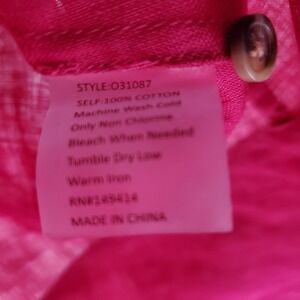 STYLE:O31087
SELF:100% COTTON
Machine Wash Cold
Only Non Chlorine
Bleach When Needed
Tumble Dry Low
Warm Iron
RN#149414
MADE IN CHINA